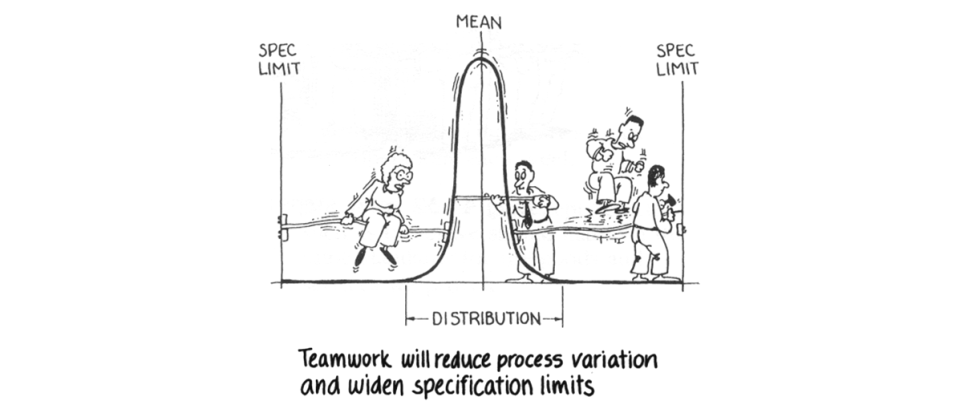 MEAN
SPEC
LIMIT
SPEC
LIMIT
DISTRIBUTION
Teamwork will reduce process variation
and widen specification limits